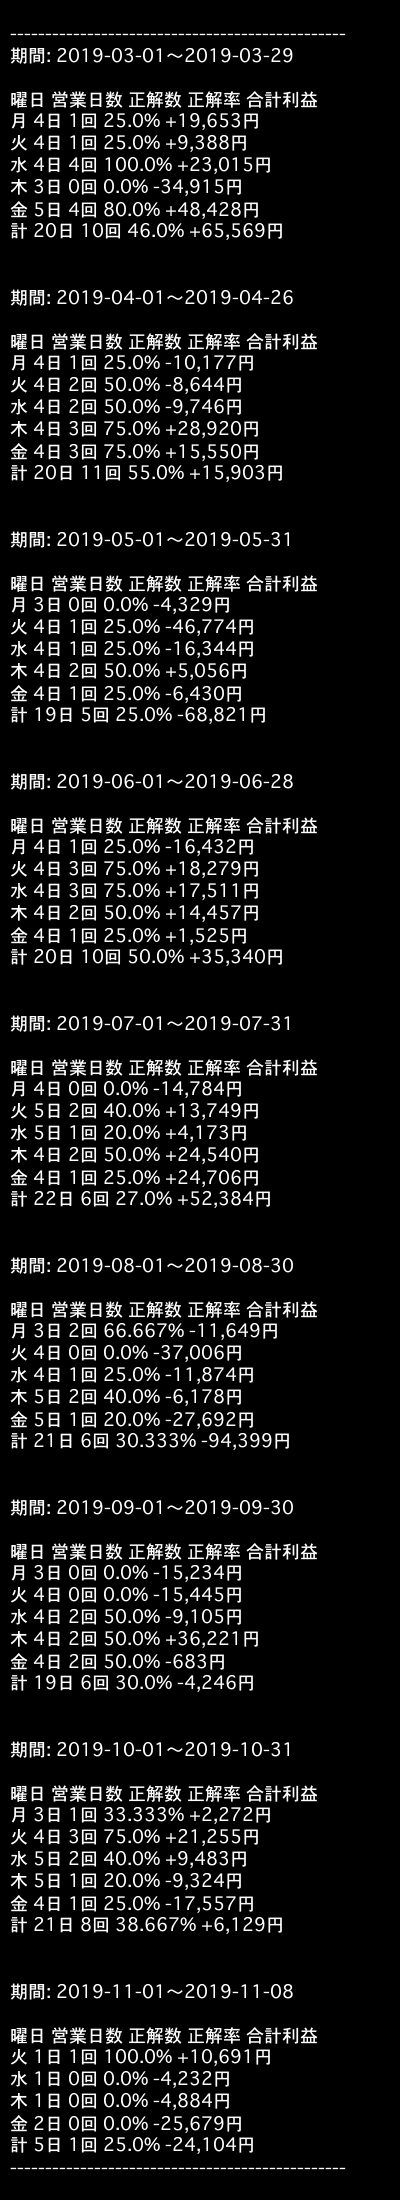 ------------------------------------------------
期間: 2019-03-01～2019-03-29
曜日 営業日数 正解数 正解率 合計利益
月 4日 1回 25.0% +19,653円
火 4日 1回 25.0% +9,388円
水 4日 4回 100.0% +23,015円
木 3日 0回 0.0% -34,915円
金 5日 4回 80.0% +48,428円
計 20日 10回 46.0% +65,569円
期間: 2019-04-01～2019-04-26
曜日 営業日数 正解数 正解率 合計利益
月 4日 1回 25.0% -10,177円
火 4日 2回 50.0% -8,644円
水 4日 2回 50.0% -9,746円
木 4日 3回 75.0% +28,920円
金 4日 3回 75.0% +15,550円
計 20日 11回 55.0% +15,903円
期間: 2019-05-01～2019-05-31
曜日 営業日数 正解数 正解率 合計利益
月 3日 0回 0.0% -4,329円
火 4日 1回 25.0% -46,774円
水 4日 1回 25.0% -16,344円
木 4日 2回 50.0% +5,056円
金 4日 1回 25.0% -6,430円
計 19日 5回 25.0% -68,821円
期間: 2019-06-01～2019-06-28
曜日 営業日数 正解数 正解率 合計利益
月 4日 1回 25.0% -16,432円
火 4日 3回 75.0% +18,279円
水 4日 3回 75.0% +17,511円
木 4日 2回 50.0% +14,457円
金 4日 1回 25.0% +1,525円
計 20日 10回 50.0% +35,340円
期間: 2019-07-01～2019-07-31
曜日 営業日数 正解数 正解率 合計利益
月 4日 0回 0.0% -14,784円
火 5日 2回 40.0% +13,749円
水 5日 1回 20.0% +4,173円
木 4日 2回 50.0% +24,540円
金 4日 1回 25.0% +24,706円
計 22日 6回 27.0% +52,384円
期間: 2019-08-01～2019-08-30
曜日 営業日数 正解数 正解率 合計利益
月 3日 2回 66.667% -11,649円
火 4日 0回 0.0% -37,006円
水 4日 1回 25.0% -11,874円
木 5日 2回 40.0% -6,178円
金 5日 1回 20.0% -27,692円
計 21日 6回 30.333% -94,399円
期間: 2019-09-01～2019-09-30
曜日 営業日数 正解数 正解率 合計利益
月 3日 0回 0.0% -15,234円
火 4日 0回 0.0% -15,445円
水 4日 2回 50.0% -9,105円
木 4日 2回 50.0% +36,221円
金 4日 2回 50.0% -683円
計 19日 6回 30.0% -4,246円
期間: 2019-10-01～2019-10-31
曜日 営業日数 正解数 正解率 合計利益
月 3日 1回 33.333% +2,272円
火 4日 3回 75.0% +21,255円
水 5日 2回 40.0% +9,483円
木 5日 1回 20.0% -9,324円
金 4日 1回 25.0% -17,557円
計 21日 8回 38.667% +6,129円
期間: 2019-11-01～2019-11-08
曜日 営業日数 正解数 正解率 合計利益
火 1日 1回 100.0% +10,691円
水 1日 0回 0.0% -4,232円
木 1日 0回 0.0% -4,884円
金 2日 0回 0.0% -25,679円
計 5日 1回 25.0% -24,104円
------------------------------------------------